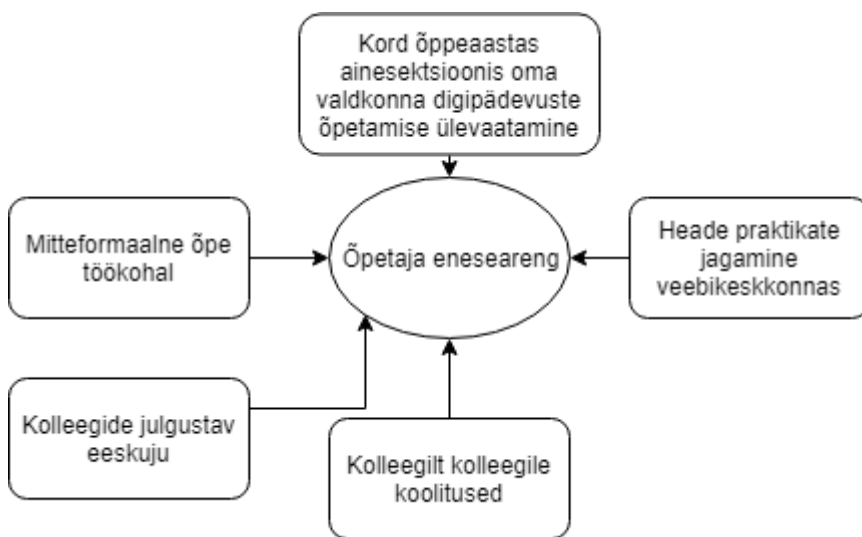 Kord õppeaastas
ainesektsioonis oma
valdkonna digipädevuste
õpetamise ülevaatamine
Mitteformaalne õpe
töökohal
Õpetaja eneseareng
Heade praktikate
jagamine
veebikeskkonnas
Kolleegide julgustav
eeskuju
Kolleegilt kolleegile
koolitused